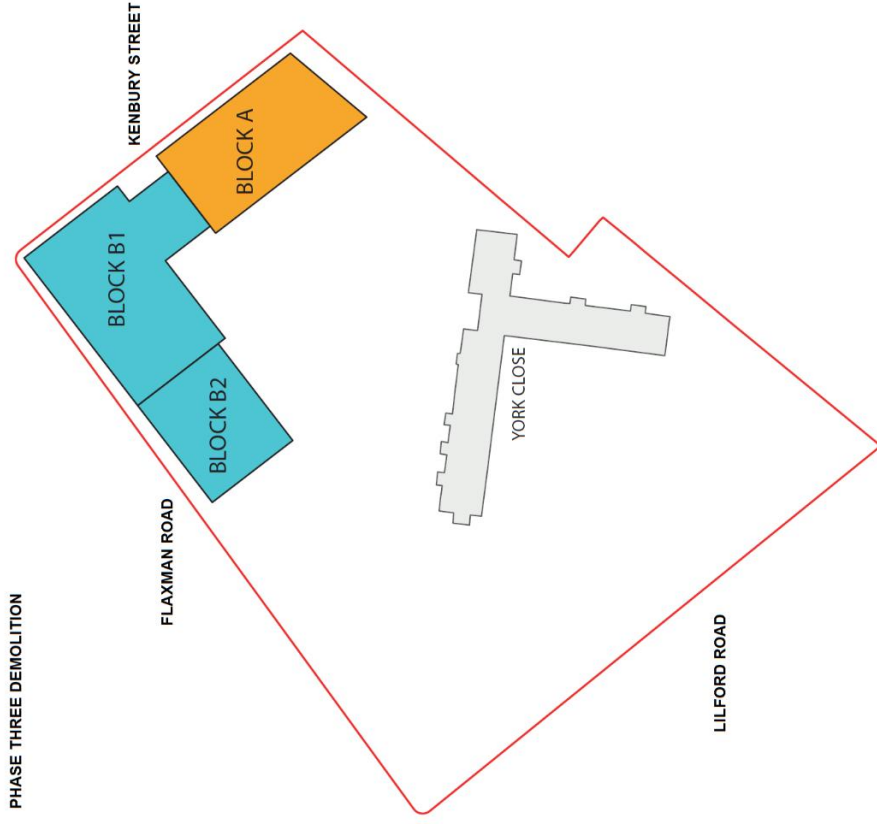 PHASE THREE DEMOLITION
FLAXMAN ROAD
KENBURY STREET
BLOCK B2
BLOCK B1
BLOCK A
YORK CLOSE
LILFORD ROAD